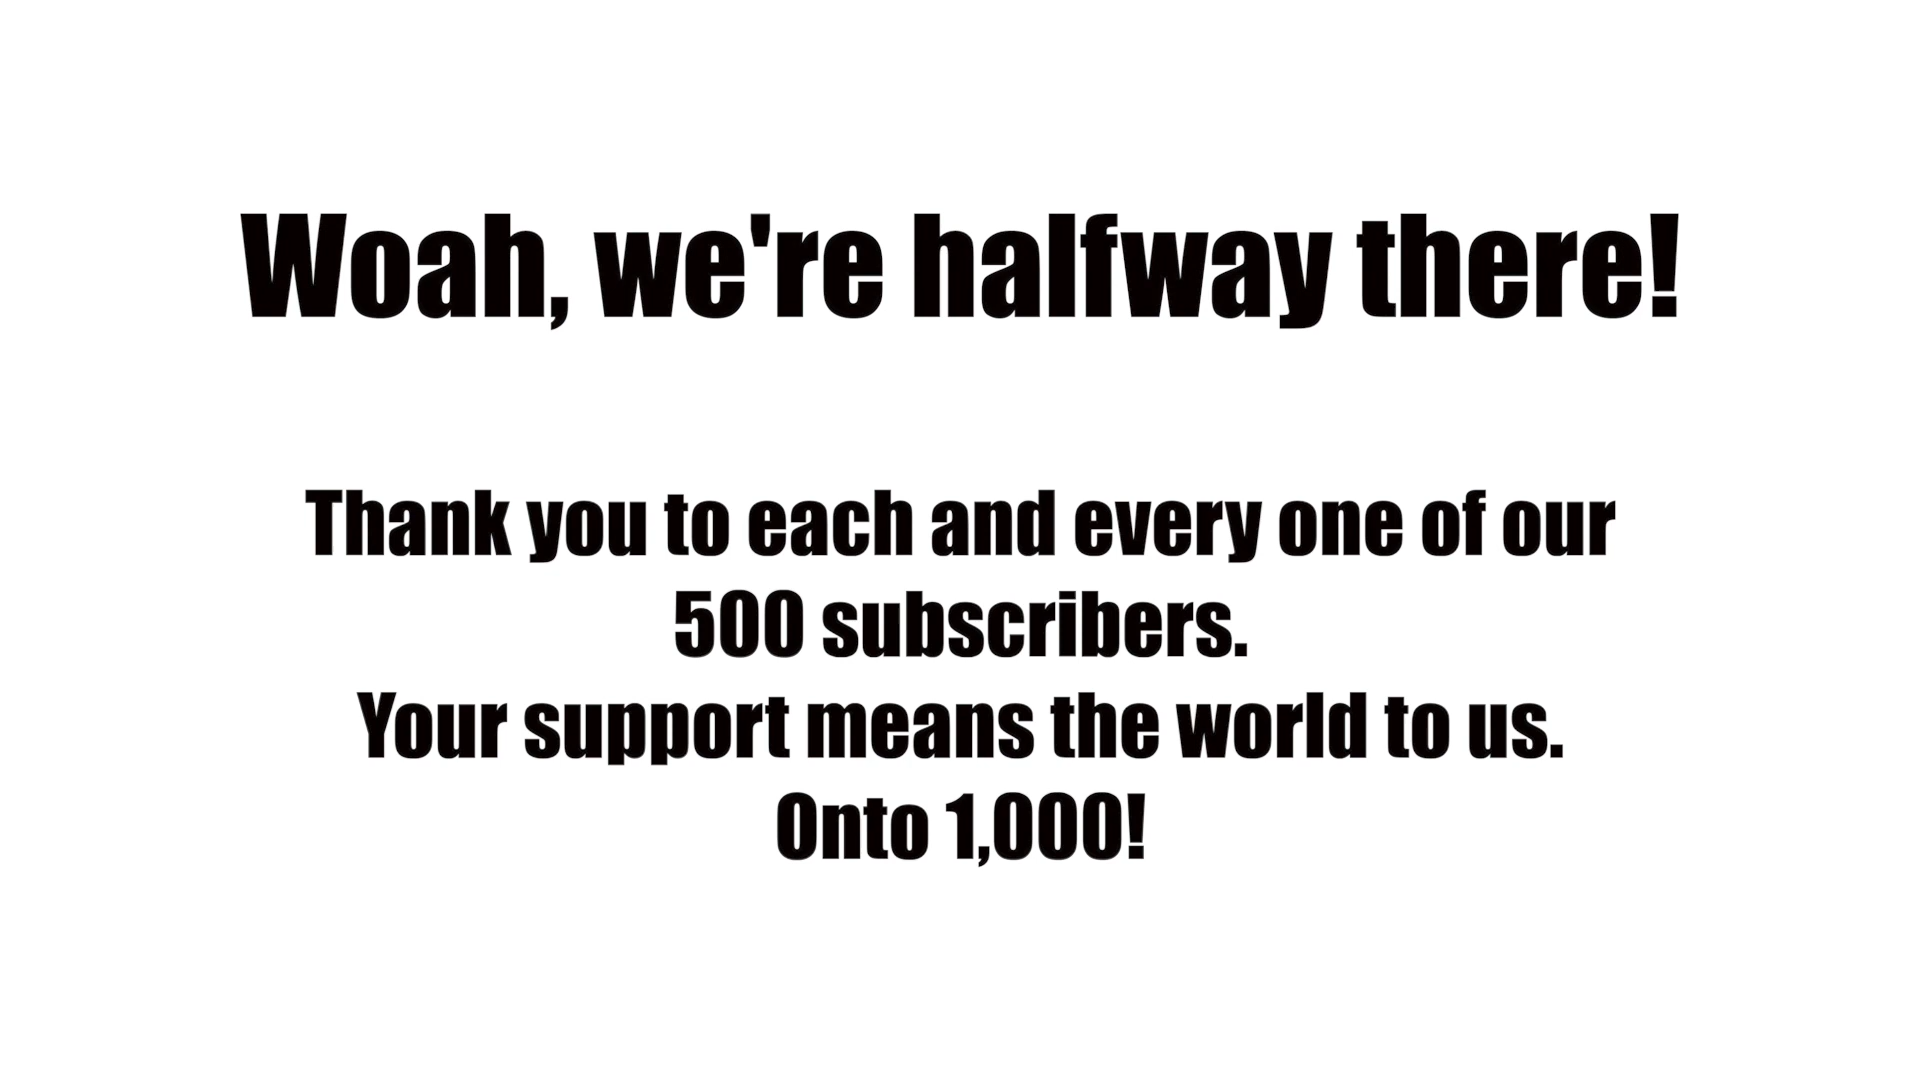 Woah, we're halfway there!
Thank you to each and every one of our
500 subscribers.
Your support means the world to us.
Onto 1,000!